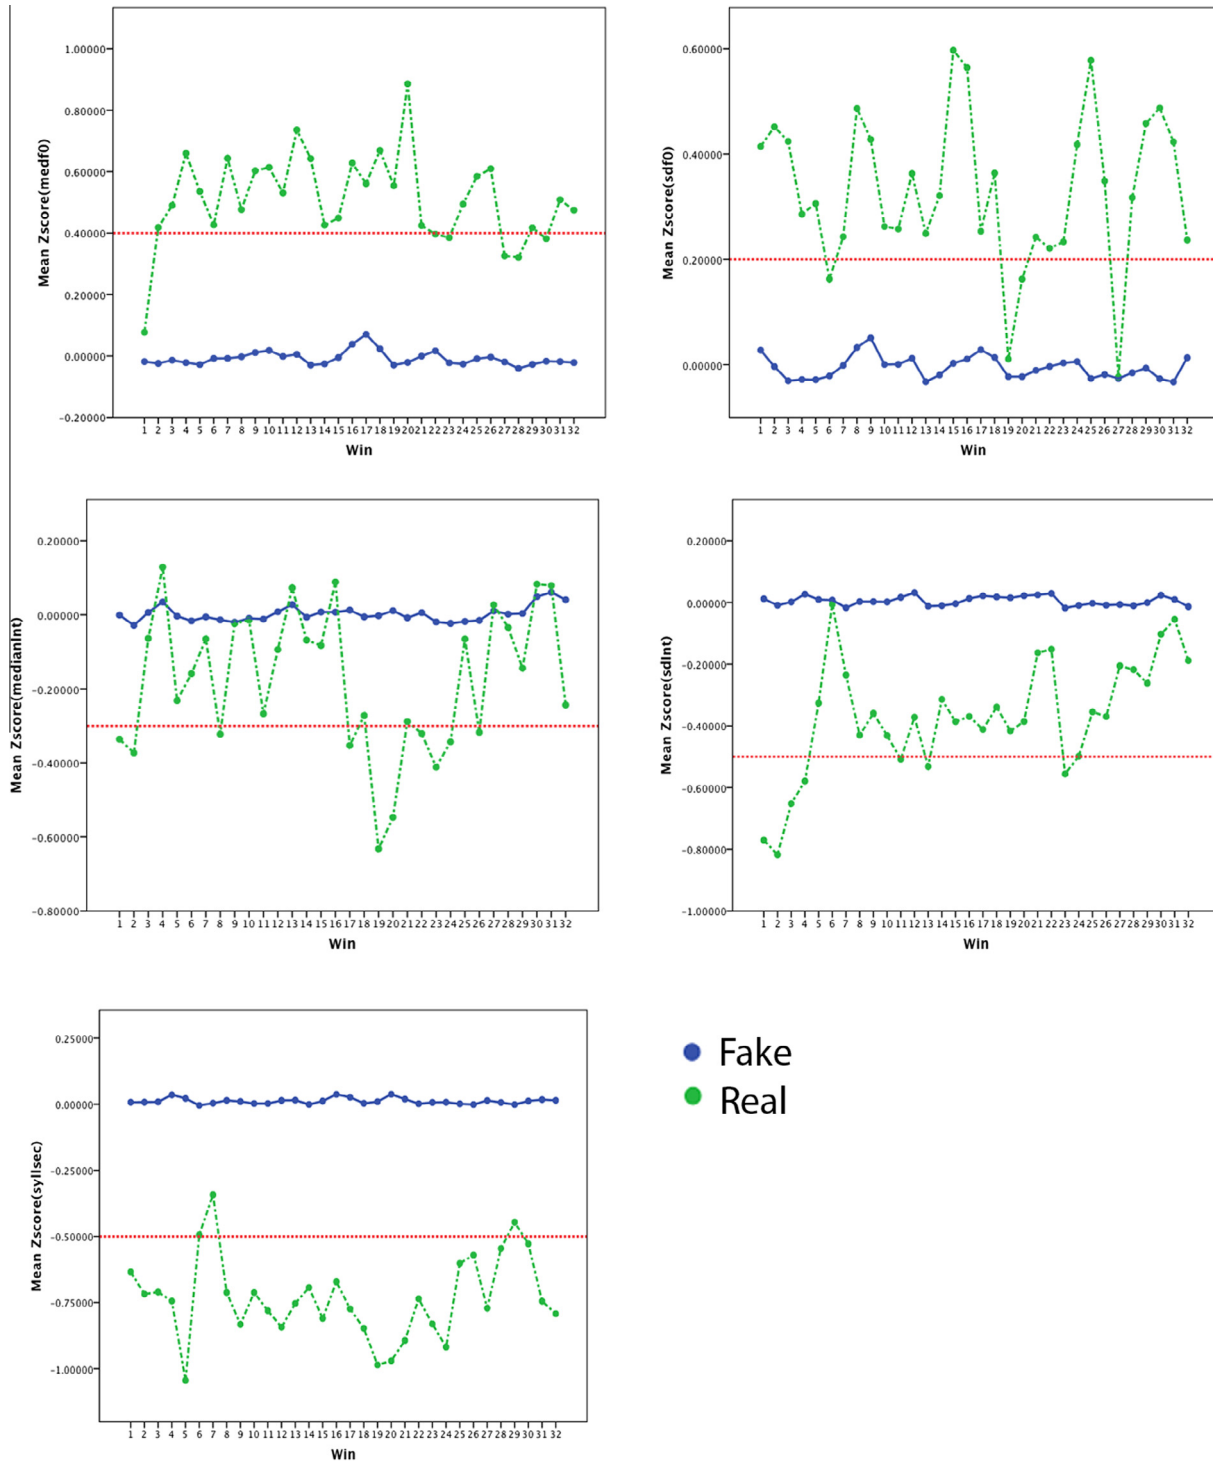 1.00000
0.80000
0.60000
0.40000
0.20000
0.00000
-0.20000
Mean Zscore(medf0)
1 2 3 4 5 6 7 8 9 10 11 12 13 14 15 16 17 18 19 20 21 22 23 24 25 26 27 28 29 30 31 32
Win
0.60000
0.40000
0.20000
0.00000
Mean Zscore(sdf0)
1 2 3 4 5 6 7 8 9 10 11 12 13 14 15 16 17 18 19 20 21 22 23 24 25 26 27 28 29 30 31 32
Win
0.20000
0.00000
-0.20000
-0.40000
-0.60000
-0.80000
Mean Zscore(medianInt)
1 2 3 4 5 6 7 8 9 10 11 12 13 14 15 16 17 18 19 20 21 22 23 24 25 26 27 28 29 30 31 32
Win
0.20000
0.00000
-0.20000
-0.40000
-0.60000
-0.80000
-1.00000
Mean Zscore(sdInt)
1 2 3 4 5 6 7 8 9 10 11 12 13 14 15 16 17 18 19 20 21 22 23 24 25 26 27 28 29 30 31 32
Win
0.25000
0.00000
-0.25000
-0.50000
-0.75000
-1.00000
Mean Zscore(syllsec)
1 2 3 4 5 6 7 8 9 10 11 12 13 14 15 16 17 18 19 20 21 22 23 24 25 26 27 28 29 30 31 32
Win
Fake
Real